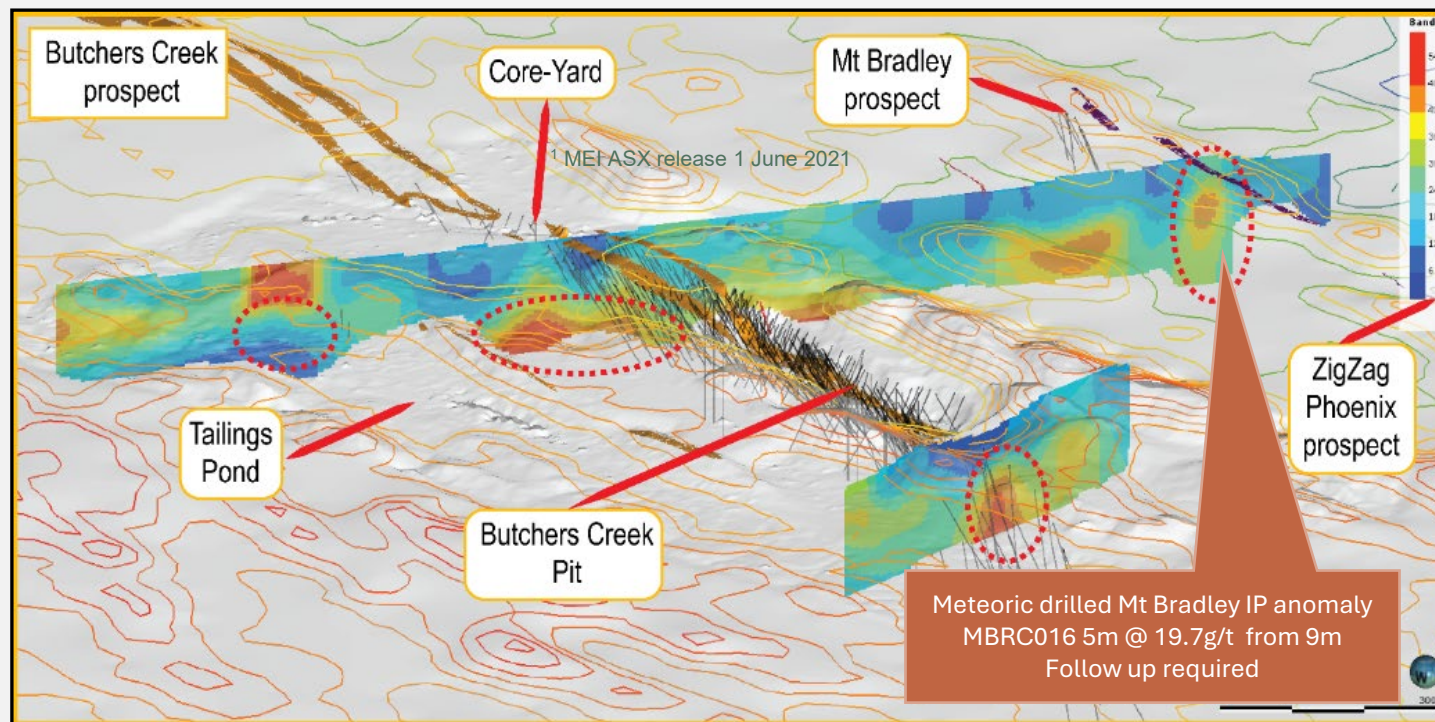 Butchers Creek
prospect
Core-Yard
Mt Bradley
prospect
Band
¹ MEI ASX release 1 June 2021
ZigZag
Phoenix
prospect
Tailings
Pond
Butchers Creek
Pit
Meteoric drilled Mt Bradley IP anomaly
MBRC016 5m @ 19.7g/t from 9m
Follow up required
W
300